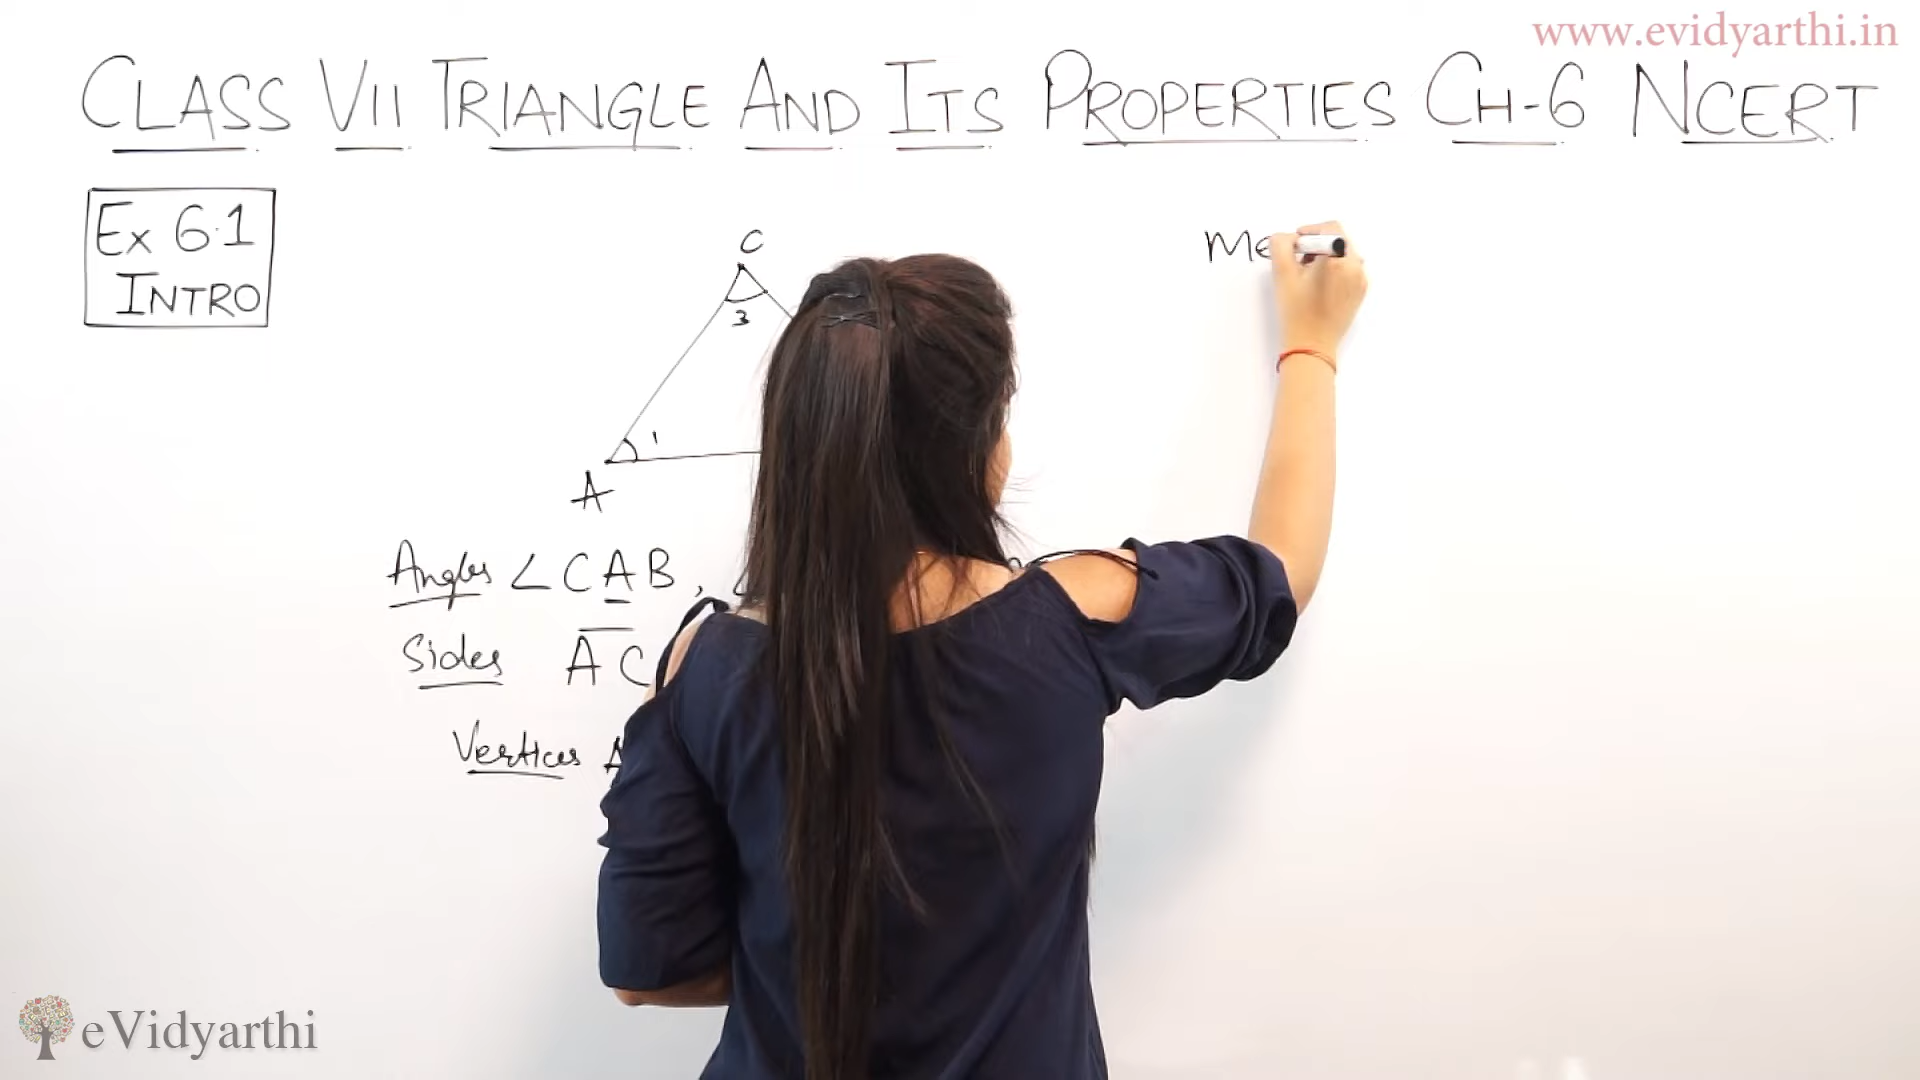 www.evidyarthi.in
CLASS VII TRIANGLE AND ITS PROPERTIES CH-6 NCERT
Ex 6.1
INTRO
C
3
1
A
Angles ∠CAB, ∠
Sides AC
Vertices A
eVidyarthi